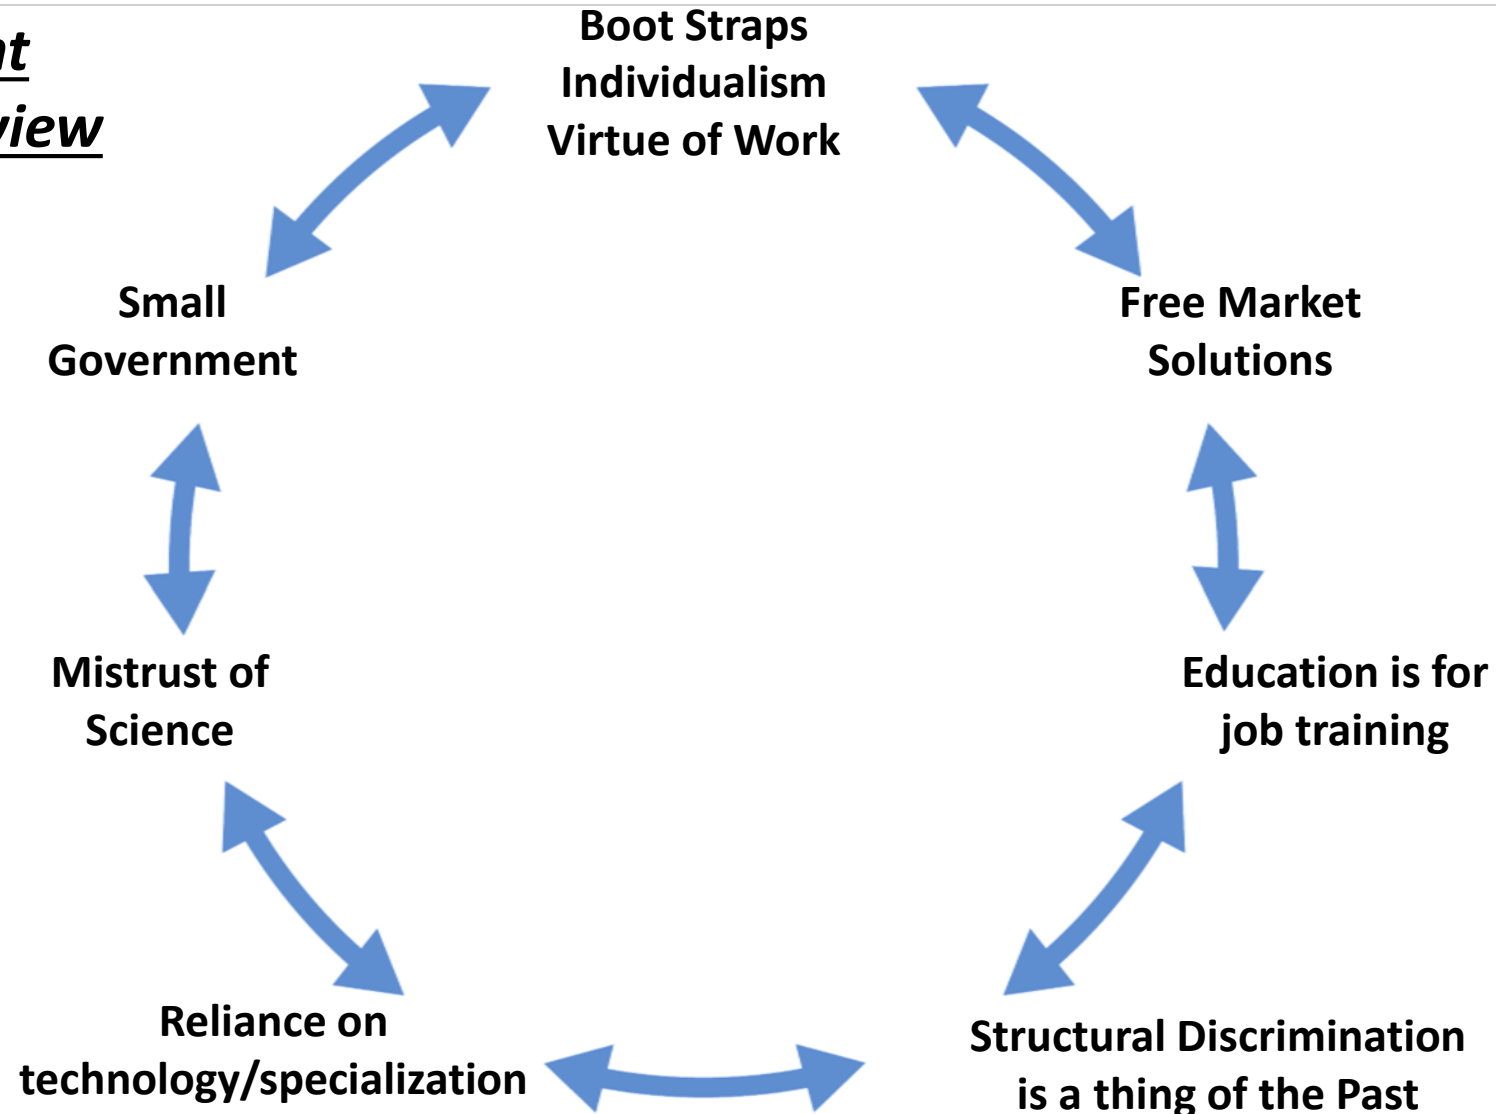 Boot Straps
Individualism
Virtue of Work
Free Market
Solutions
Education is for
job training
Structural Discrimination
is a thing of the Past
Reliance on
technology/specialization
Mistrust of
Science
Small
Government